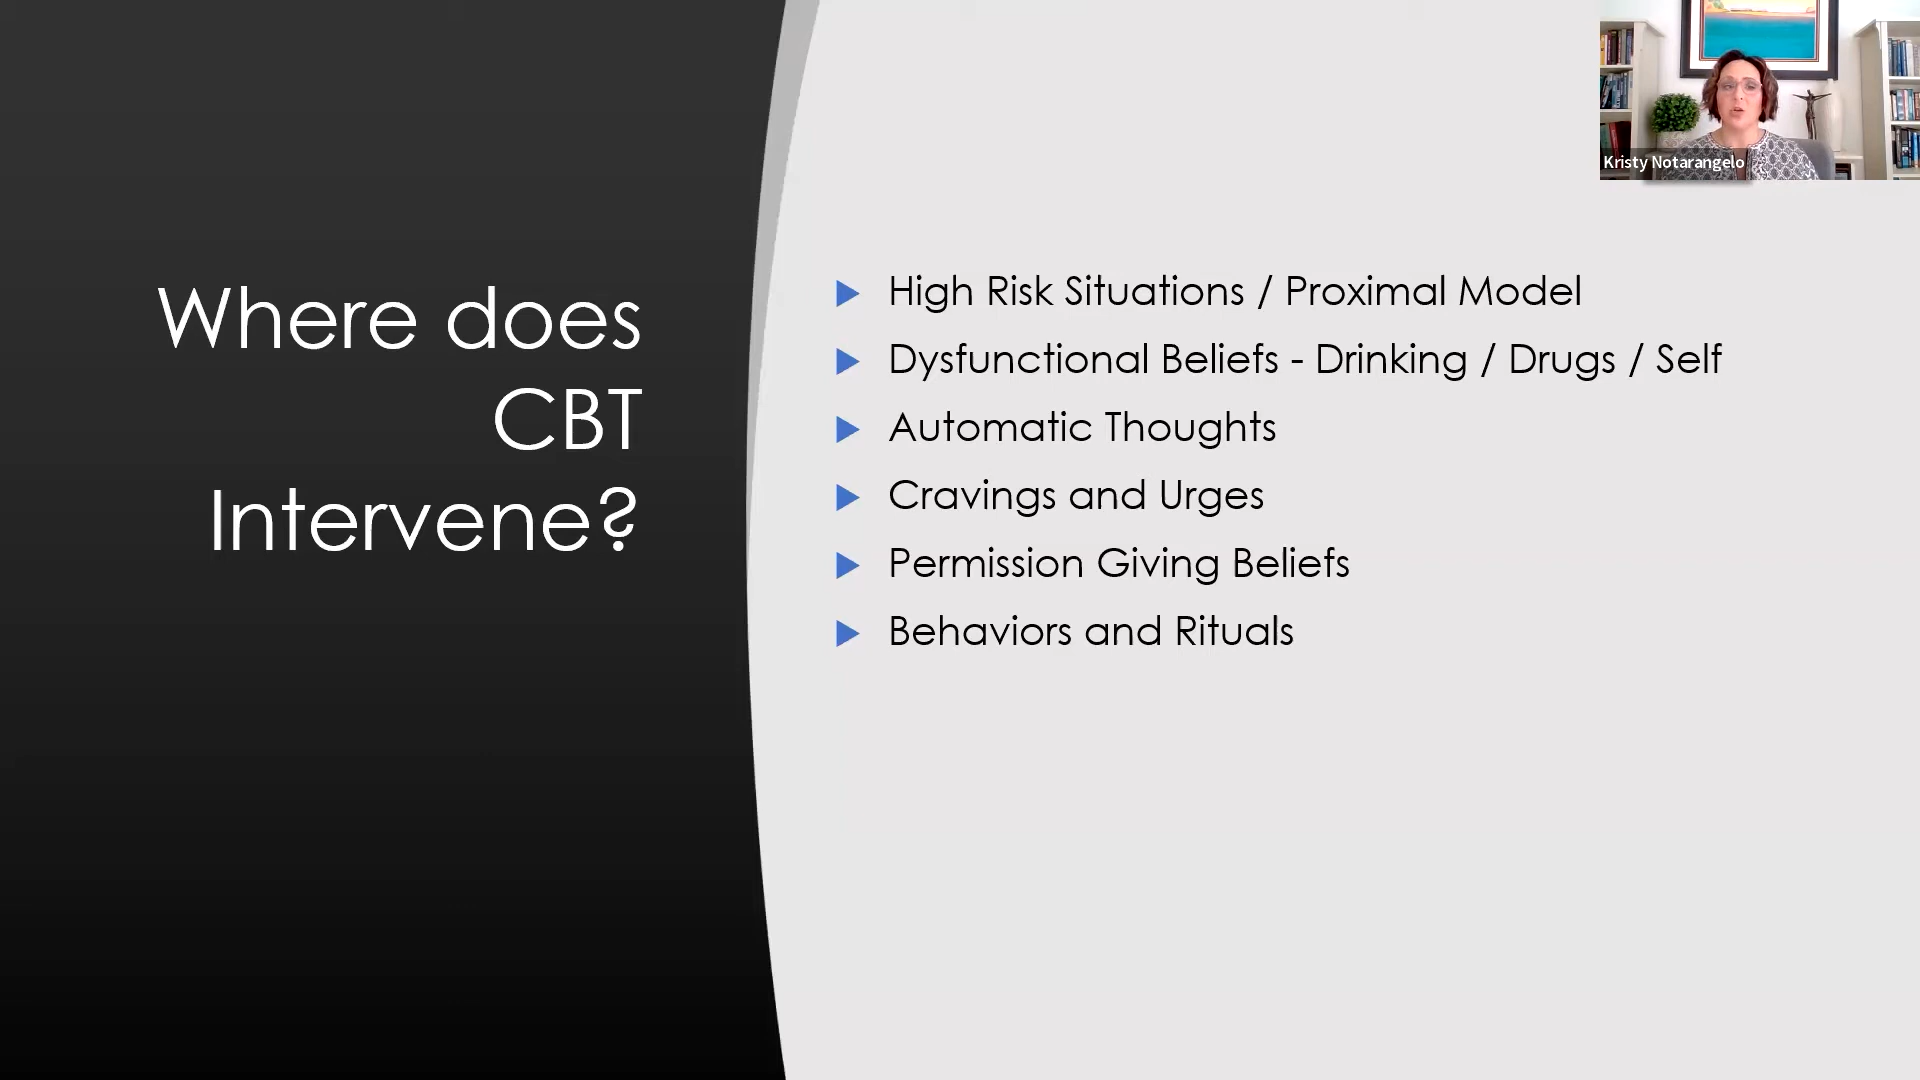 Where does
CBT
Intervene?
High Risk Situations / Proximal Model
Dysfunctional Beliefs - Drinking / Drugs / Self
Automatic Thoughts
Cravings and Urges
Permission Giving Beliefs
Behaviors and Rituals
Kristy Notarangelo